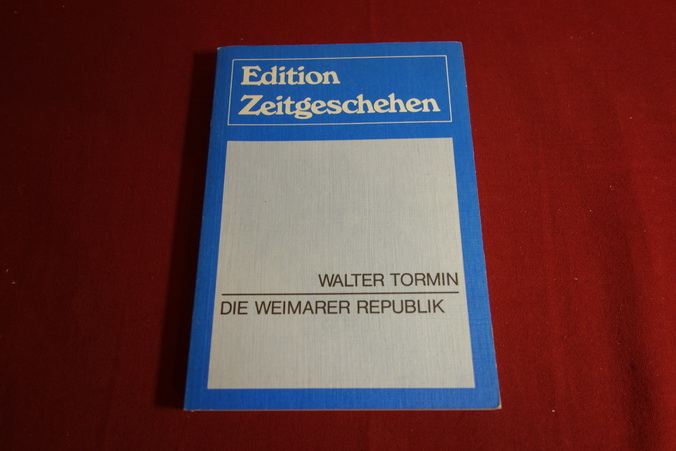 Edition
Zeitgeschehen
WALTER TORMIN
DIE WEIMARER REPUBLIK